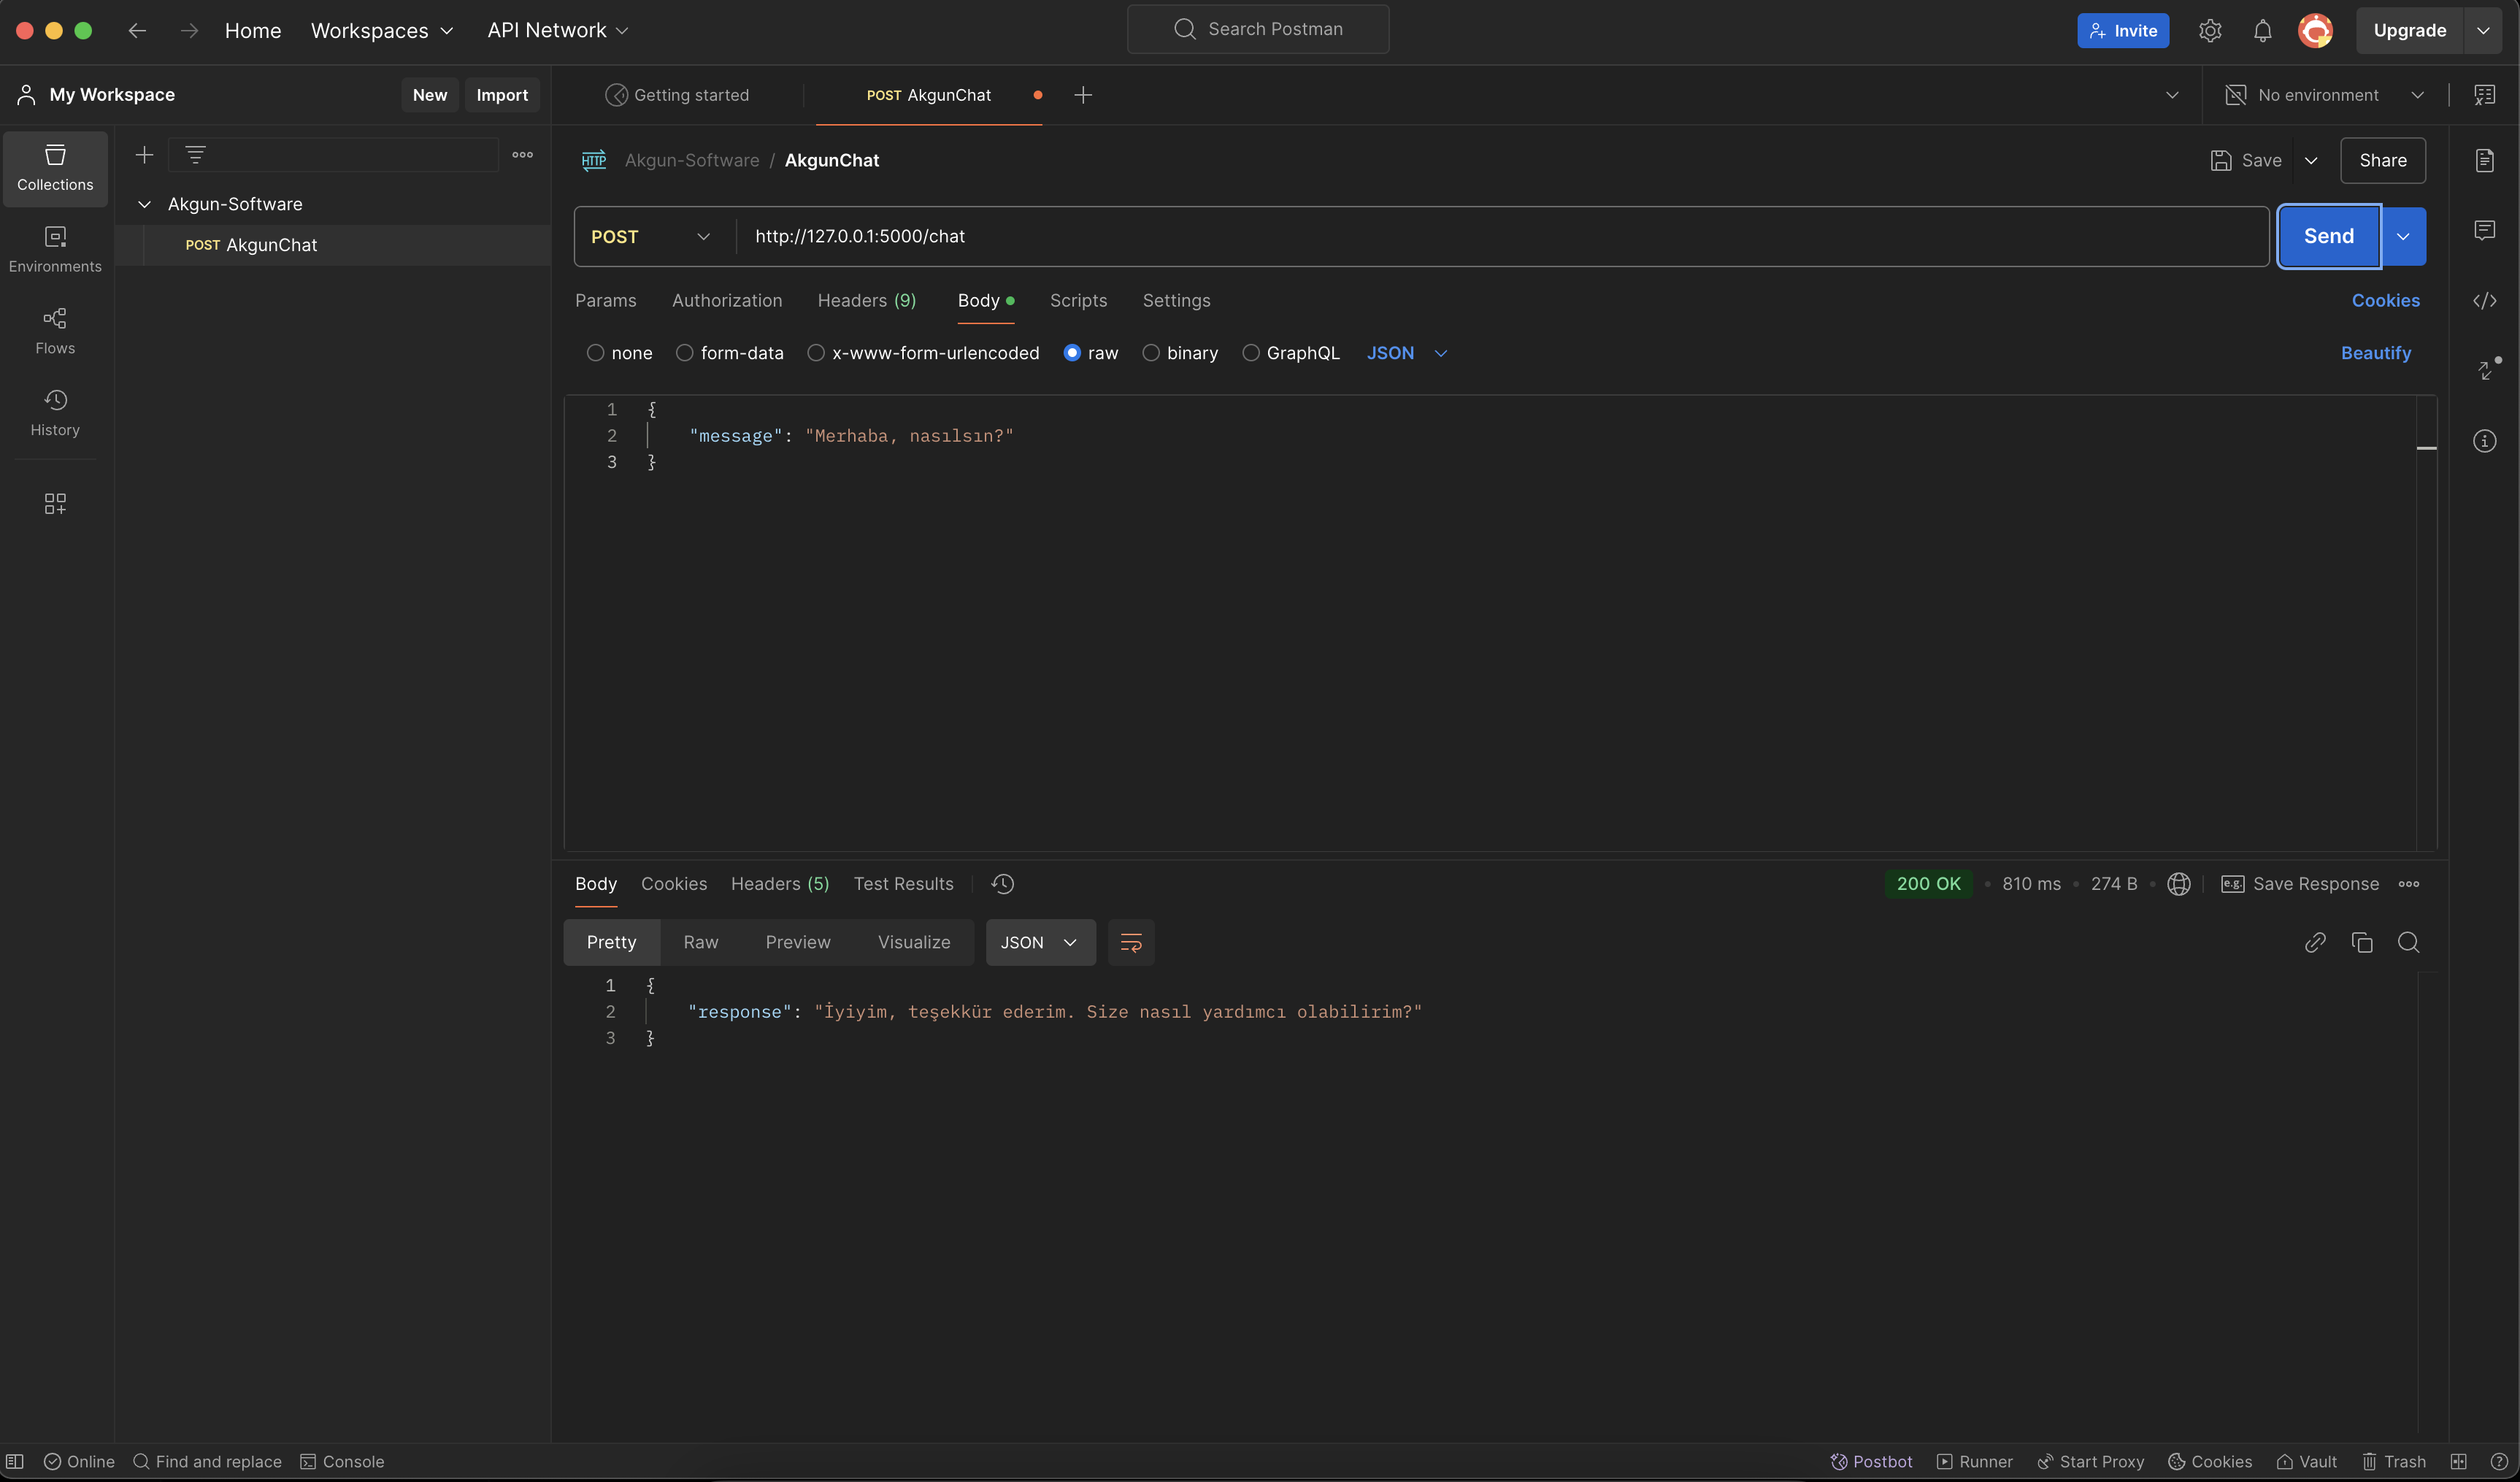 Home Workspaces API Network Search Postman Invite Upgrade
My Workspace New Import Getting started POST AkgunChat No environment
Collections
Environments
Flows
History
Akgun-Software
POST AkgunChat
HTTP Akgun-Software / AkgunChat Save Share
POST http://127.0.0.1:5000/chat Send
Params Authorization Headers (9) Body Scripts Settings Cookies
none form-data x-www-form-urlencoded raw binary GraphQL JSON Beautify
1 {
2 "message": "Merhaba, nasılsın?"
3 }
Body Cookies Headers (5) Test Results 200 OK 810 ms 274 B e.g. Save Response
Pretty Raw Preview Visualize JSON
1 {
2 "response": "İyiyim, teşekkür ederim. Size nasıl yardımcı olabilirim?"
3 }
Online Find and replace Console Postbot Runner Start Proxy Cookies Vault Trash